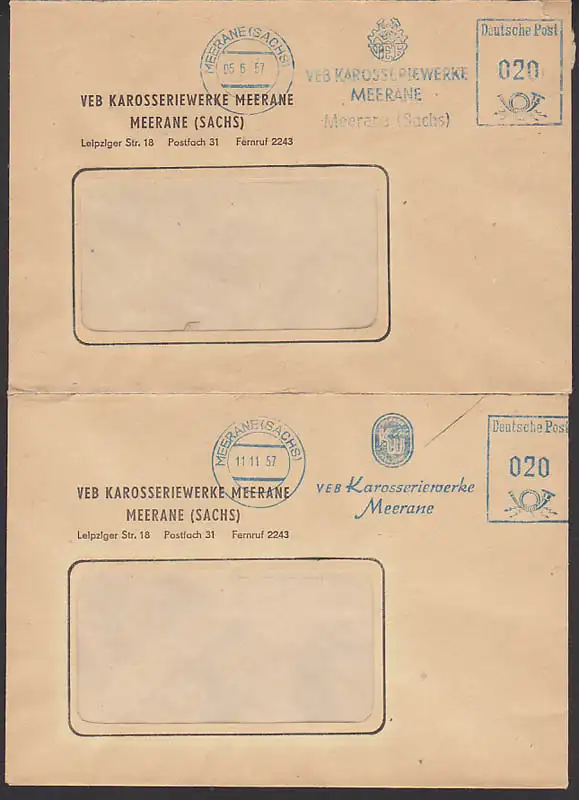 MEERANE (SACHS)
05 6 57
VEB KAROSSERIEWERKE
MEERANE
Meerane (Sachs)
Deutsche Post
020
VEB KAROSSERIEWERKE MEERANE
MEERANE (SACHS)
Leipziger Str. 18 Postfach 31 Fernruf 2243
MEERANE (SACHS)
11 11 57
VEB Karosseriewerke
Meerane
Deutsche Post
020
VEB KAROSSERIEWERKE MEERANE
MEERANE (SACHS)
Leipziger Str. 18 Postfach 31 Fernruf 2243